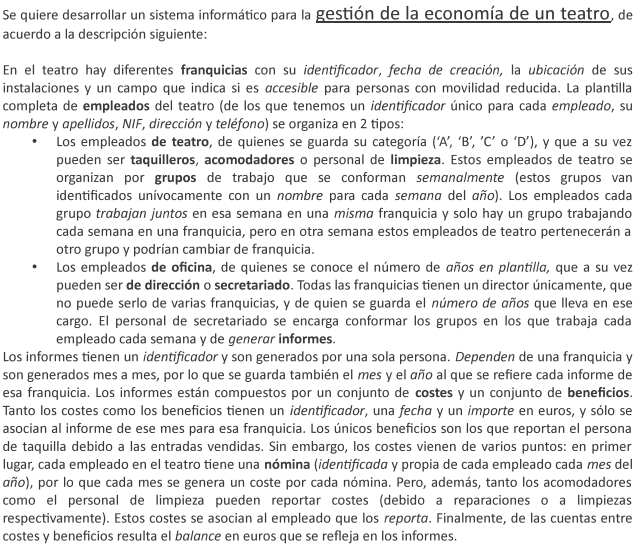 Se quiere desarrollar un sistema informático para la gestión de la economía de un teatro, de
acuerdo a la descripción siguiente:
En el teatro hay diferentes franquicias con su identificador, fecha de creación, la ubicación de sus
instalaciones y un campo que indica si es accesible para personas con movilidad reducida. La plantilla
completa de empleados del teatro (de los que tenemos un identificador único para cada empleado, su
nombre y apellidos, NIF, dirección y teléfono) se organiza en 2 tipos:
• Los empleados de teatro, de quienes se guarda su categoría (‘A’, ‘B’, ’C’ o ‘D’), y que a su vez
pueden ser taquilleros, acomodadores o personal de limpieza. Estos empleados de teatro se
organizan por grupos de trabajo que se conforman semanalmente (estos grupos van
identificados unívocamente con un nombre para cada semana del año). Los empleados cada
grupo trabajan juntos en esa semana en una misma franquicia y solo hay un grupo trabajando
cada semana en una franquicia, pero en otra semana estos empleados de teatro pertenecerán a
otro grupo y podrían cambiar de franquicia.
• Los empleados de oficina, de quienes se conoce el número de años en plantilla, que a su vez
pueden ser de dirección o secretariado. Todas las franquicias tienen un director únicamente, que
no puede serlo de varias franquicias, y de quien se guarda el número de años que lleva en ese
cargo. El personal de secretariado se encarga conformar los grupos en los que trabaja cada
empleado cada semana y de generar informes.
Los informes tienen un identificador y son generados por una sola persona. Dependen de una franquicia y
son generados mes a mes, por lo que se guarda también el mes y el año al que se refiere cada informe de
esa franquicia. Los informes están compuestos por un conjunto de costes y un conjunto de beneficios.
Tanto los costes como los beneficios tienen un identificador, una fecha y un importe en euros, y sólo se
asocian al informe de ese mes para esa franquicia. Los únicos beneficios son los que reportan el persona
de taquilla debido a las entradas vendidas. Sin embargo, los costes vienen de varios puntos: en primer
lugar, cada empleado en el teatro tiene una nómina (identificada y propia de cada empleado cada mes del
año), por lo que cada mes se genera un coste por cada nómina. Pero, además, tanto los acomodadores
como el personal de limpieza pueden reportar costes (debido a reparaciones o a limpiezas
respectivamente). Estos costes se asocian al empleado que los reporta. Finalmente, de las cuentas entre
costes y beneficios resulta el balance en euros que se refleja en los informes.